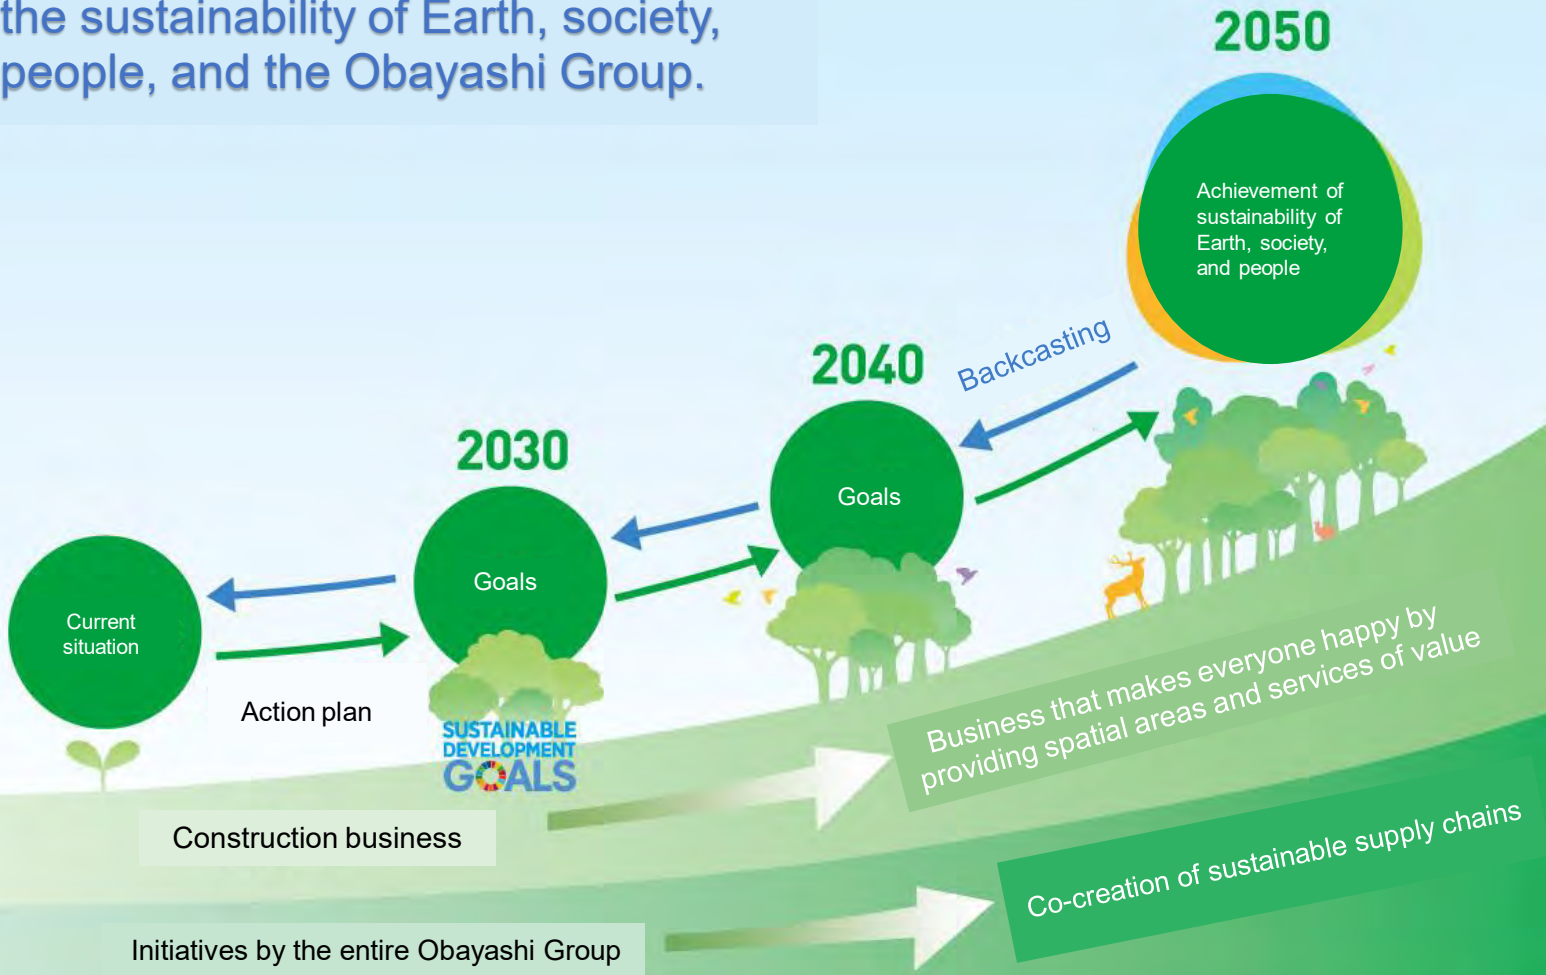 the sustainability of Earth, society,
people, and the Obayashi Group.
2050
Achievement of
sustainability of
Earth, society,
and people
Backcasting
2040
Goals
2030
Goals
Current
situation
Action plan
SUSTAINABLE
DEVELOPMENT
GOALS
Business that makes everyone happy by
providing spatial areas and services of value
Construction business
Co-creation of sustainable supply chains
Initiatives by the entire Obayashi Group